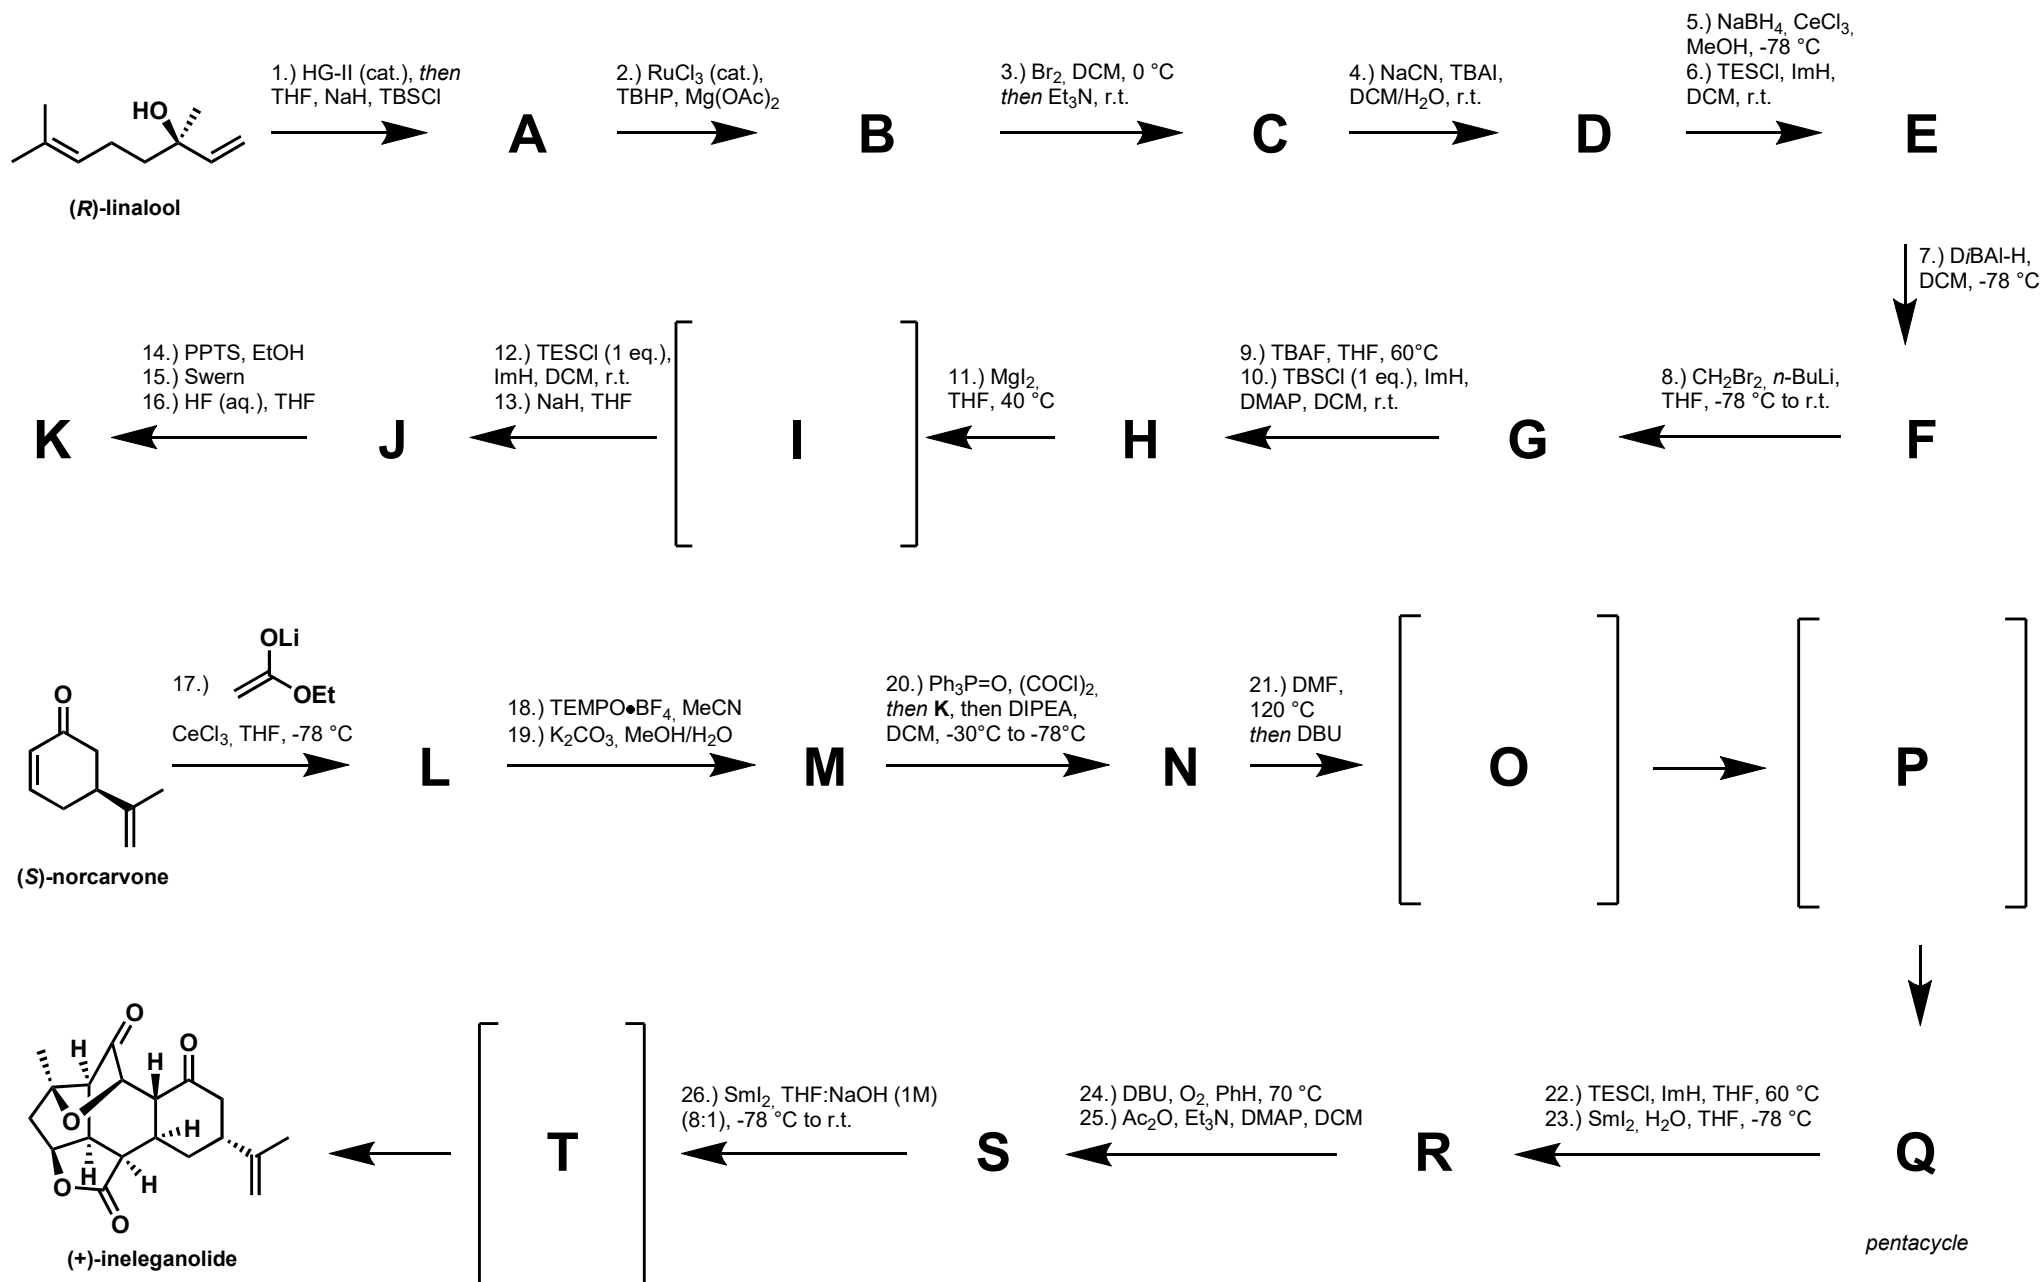 1.) HG-II (cat.), then
THF, NaH, TBSCl
2.) RuCl3 (cat.),
TBHP, Mg(OAc)2
3.) Br2, DCM, 0 °C
then Et3N, r.t.
4.) NaCN, TBAI,
DCM/H2O, r.t.
5.) NaBH4, CeCl3,
MeOH, -78 °C
6.) TESCl, ImH,
DCM, r.t.
HO
A
B
C
D
E
(R)-linalool
7.) DiBAl-H,
DCM, -78 °C
14.) PPTS, EtOH
15.) Swern
16.) HF (aq.), THF
12.) TESCl (1 eq.),
ImH, DCM, r.t.
13.) NaH, THF
11.) MgI2,
THF, 40 °C
9.) TBAF, THF, 60°C
10.) TBSCl (1 eq.), ImH,
DMAP, DCM, r.t.
8.) CH2Br2, n-BuLi,
THF, -78 °C to r.t.
K
J
I
H
G
F
O
17.)
OLi
OEt
CeCl3, THF, -78 °C
18.) TEMPO•BF4, MeCN
19.) K2CO3, MeOH/H2O
20.) Ph3P=O, (COCl)2,
then K, then DIPEA,
DCM, -30°C to -78°C
21.) DMF,
120 °C
then DBU
L
M
N
O
P
(S)-norcarvone
O
O
H
H
O
H
H
H
O
O
26.) SmI2, THF:NaOH (1M)
(8:1), -78 °C to r.t.
24.) DBU, O2, PhH, 70 °C
25.) Ac2O, Et3N, DMAP, DCM
22.) TESCl, ImH, THF, 60 °C
23.) SmI2, H2O, THF, -78 °C
T
S
R
Q
(+)-ineleganolide
pentacycle